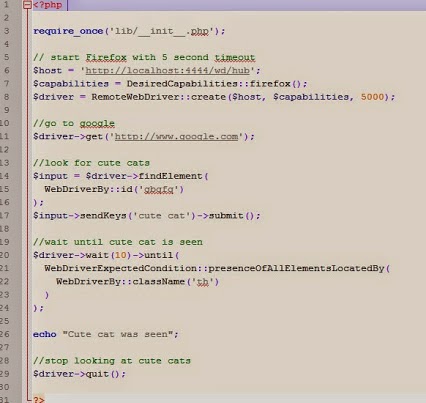 1 <?php
2
3 require_once('lib/__init__.php');
4
5 // start Firefox with 5 second timeout
6 $host = 'http://localhost:4444/wd/hub';
7 $capabilities = DesiredCapabilities::firefox();
8 $driver = RemoteWebDriver::create($host, $capabilities, 5000);
9
10 //go to google
11 $driver->get('http://www.google.com');
12
13 //look for cute cats
14 $input = $driver->findElement(
15 WebDriverBy::id('gbqfq')
16 );
17 $input->sendKeys('cute cat')->submit();
18
19 //wait until cute cat is seen
20 $driver->wait(10)->until(
21 WebDriverExpectedCondition::presenceOfAllElementsLocatedBy(
22 WebDriverBy::className('th')
23 )
24 );
25
26 echo "Cute cat was seen";
27
28 //stop looking at cute cats
29 $driver->quit();
30
31 ?>